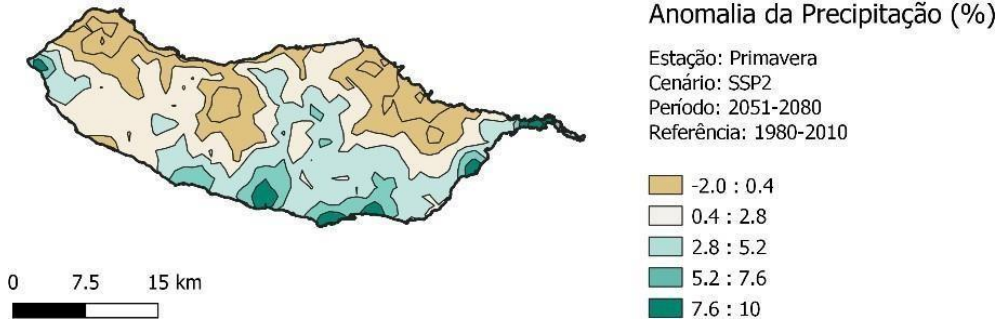 Anomalia da Precipitação (%)
Estação: Primavera
Cenário: SSP2
Período: 2051-2080
Referência: 1980-2010
-2.0 : 0.4
0.4 : 2.8
2.8 : 5.2
5.2 : 7.6
7.6 : 10
0 7.5 15 km